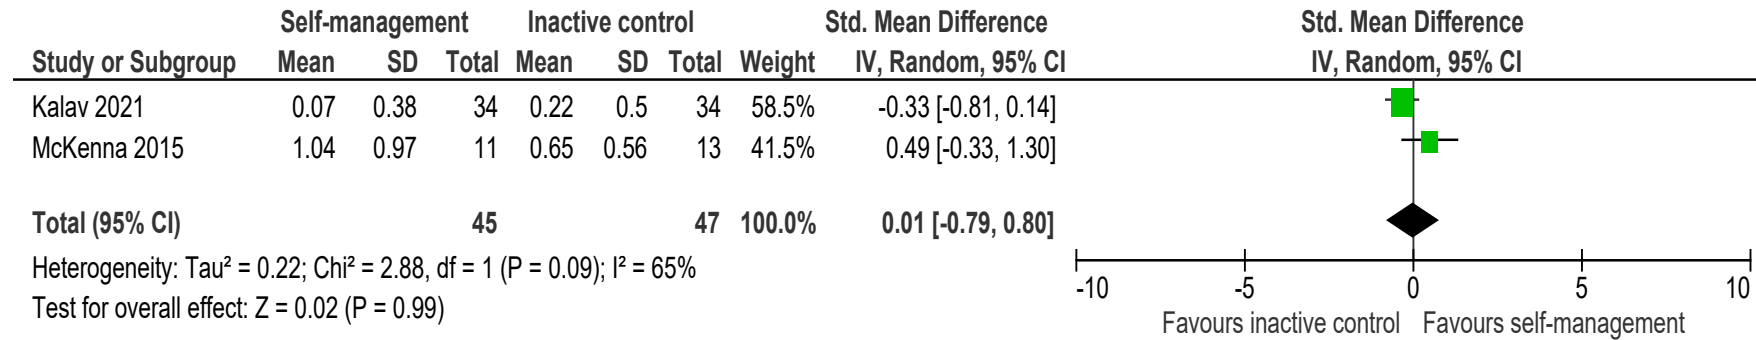 Self-management Inactive control Std. Mean Difference Std. Mean Difference
Study or Subgroup Mean SD Total Mean SD Total Weight IV, Random, 95% CI IV, Random, 95% CI
Kalav 2021 0.07 0.38 34 0.22 0.5 34 58.5% -0.33 [-0.81, 0.14]
McKenna 2015 1.04 0.97 11 0.65 0.56 13 41.5% 0.49 [-0.33, 1.30]
Total (95% CI) 45 47 100.0% 0.01 [-0.79, 0.80]
Heterogeneity: Tau² = 0.22; Chi² = 2.88, df = 1 (P = 0.09); I² = 65%
Test for overall effect: Z = 0.02 (P = 0.99)
-10 -5 0 5 10
Favours inactive control Favours self-management